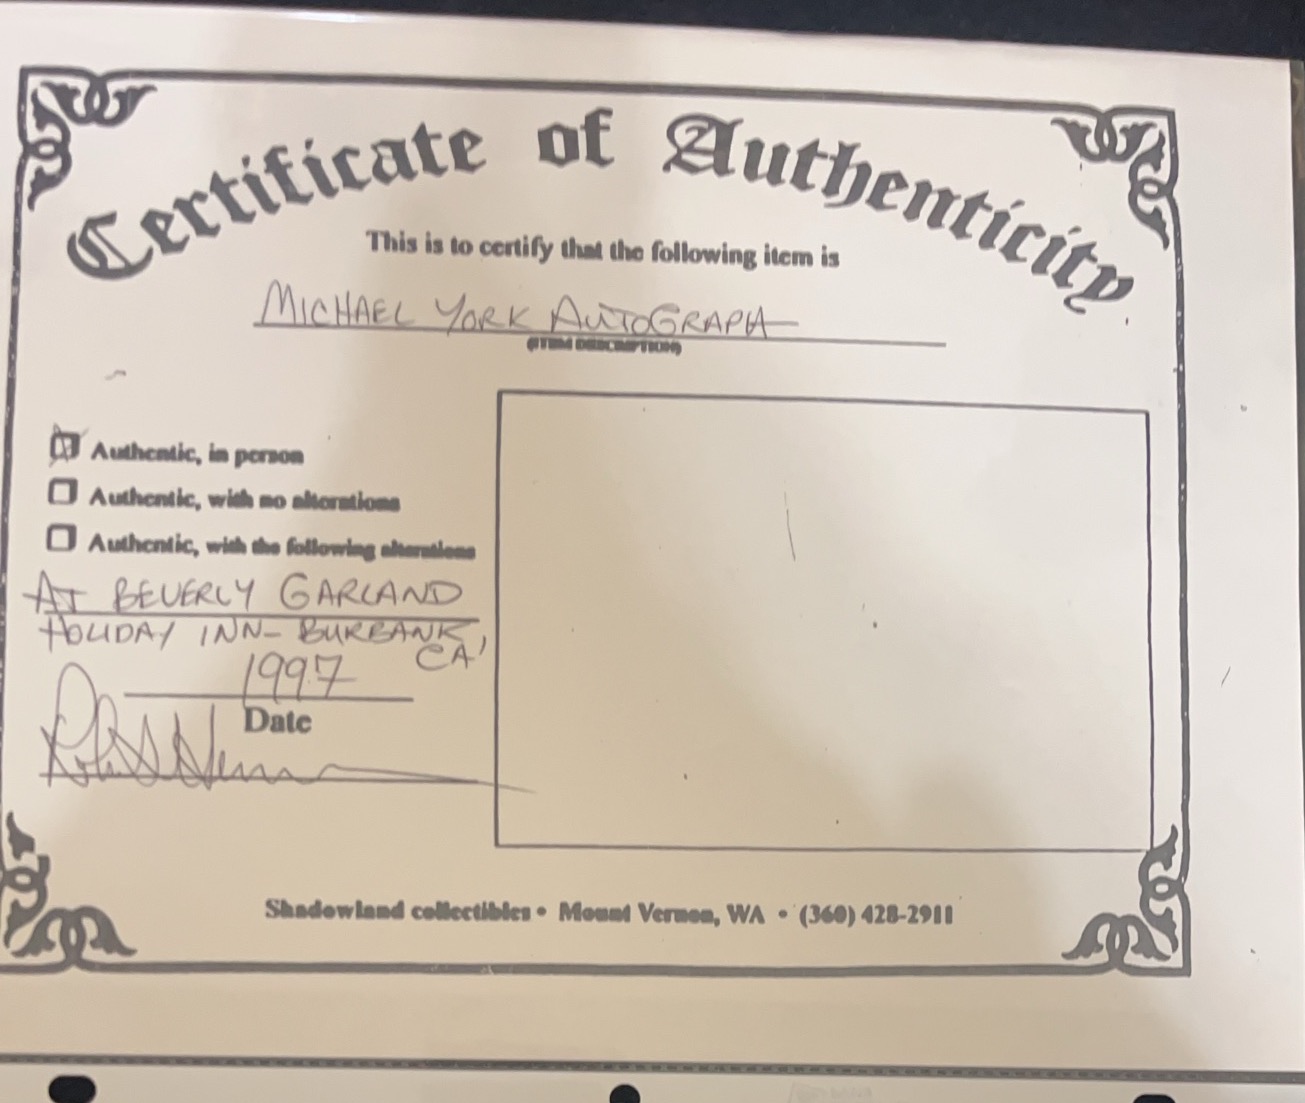 Certificate of Authenticity
This is to certify that the following item is
MICHAEL YORK AUTOGRAPH
(ITEM DESCRIPTION)
Authentic, in person
Authentic, with no alterations
Authentic, with the following alterations
AT BEVERLY GARLAND
HOLIDAY INN- BURBANK,
CA
1997
Date
Shadowland collectibles • Mount Vernon, WA • (360) 428-2911